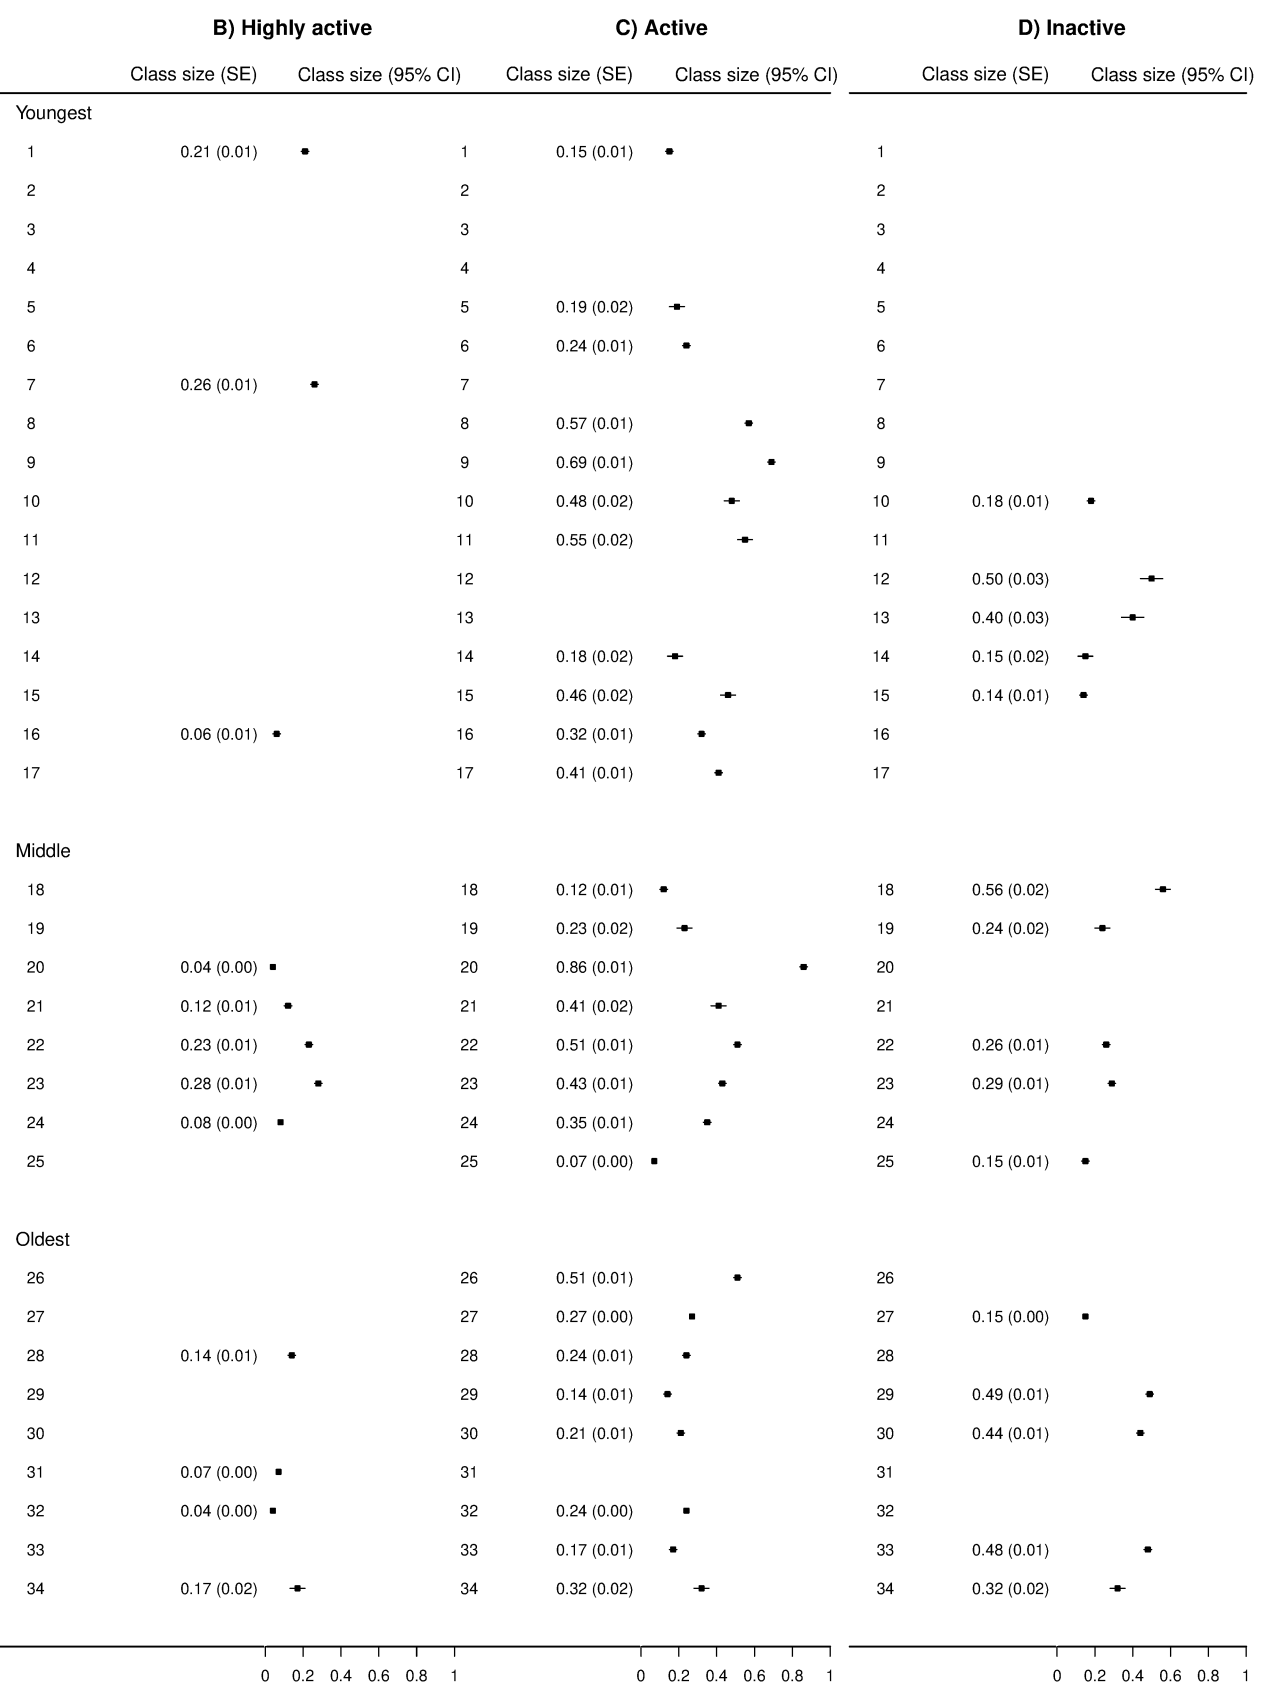 B) Highly active C) Active D) Inactive
Class size (SE) Class size (95% CI) Class size (SE) Class size (95% CI) Class size (SE) Class size (95% CI)
Youngest
1 0.21 (0.01) 1 0.15 (0.01) 1
2 2 2
3 3 3
4 4 4
5 5 0.19 (0.02) 5
6 6 0.24 (0.01) 6
7 0.26 (0.01) 7 7
8 8 0.57 (0.01) 8
9 9 0.69 (0.01) 9
10 10 0.48 (0.02) 10 0.18 (0.01)
11 11 0.55 (0.02) 11
12 12 12 0.50 (0.03)
13 13 13 0.40 (0.03)
14 14 0.18 (0.02) 14 0.15 (0.02)
15 15 0.46 (0.02) 15 0.14 (0.01)
16 0.06 (0.01) 16 0.32 (0.01) 16
17 17 0.41 (0.01) 17
Middle
18 18 0.12 (0.01) 18 0.56 (0.02)
19 19 0.23 (0.02) 19 0.24 (0.02)
20 0.04 (0.00) 20 0.86 (0.01) 20
21 0.12 (0.01) 21 0.41 (0.02) 21
22 0.23 (0.01) 22 0.51 (0.01) 22 0.26 (0.01)
23 0.28 (0.01) 23 0.43 (0.01) 23 0.29 (0.01)
24 0.08 (0.00) 24 0.35 (0.01) 24
25 25 0.07 (0.00) 25 0.15 (0.01)
Oldest
26 26 0.51 (0.01) 26
27 27 0.27 (0.00) 27 0.15 (0.00)
28 0.14 (0.01) 28 0.24 (0.01) 28
29 29 0.14 (0.01) 29 0.49 (0.01)
30 30 0.21 (0.01) 30 0.44 (0.01)
31 0.07 (0.00) 31 31
32 0.04 (0.00) 32 0.24 (0.00) 32
33 33 0.17 (0.01) 33 0.48 (0.01)
34 0.17 (0.02) 34 0.32 (0.02) 34 0.32 (0.02)
0 0.2 0.4 0.6 0.8 1 0 0.2 0.4 0.6 0.8 1 0 0.2 0.4 0.6 0.8 1